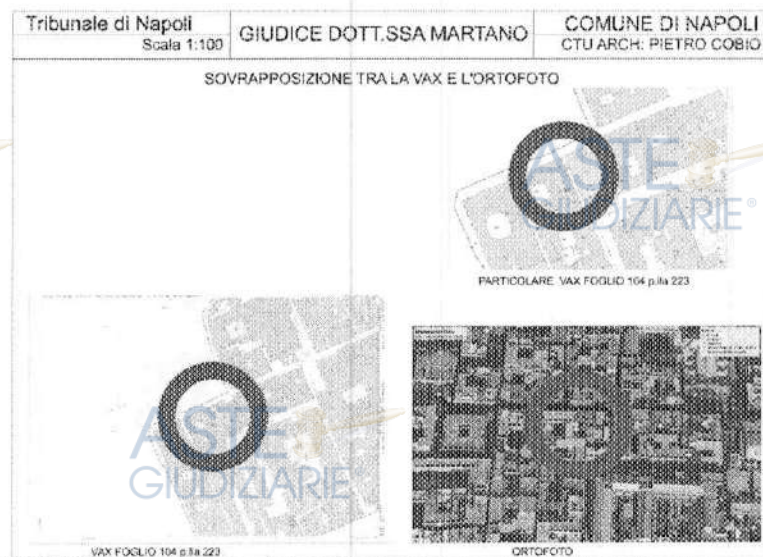 Tribunale di Napoli
Scala 1:100
GIUDICE DOTT.SSA MARTANO
COMUNE DI NAPOLI
CTU ARCH: PIETRO COBIO
SOVRAPPOSIZIONE TRA LA VAX E L'ORTOFOTO
ASTE
GIUDIZIARIE®
PARTICOLARE VAX FOGLIO 104 p.lla 223
ASTE
GIUDIZIARIE®
VAX FOGLIO 104 p.lla 223
ORTOFOTO